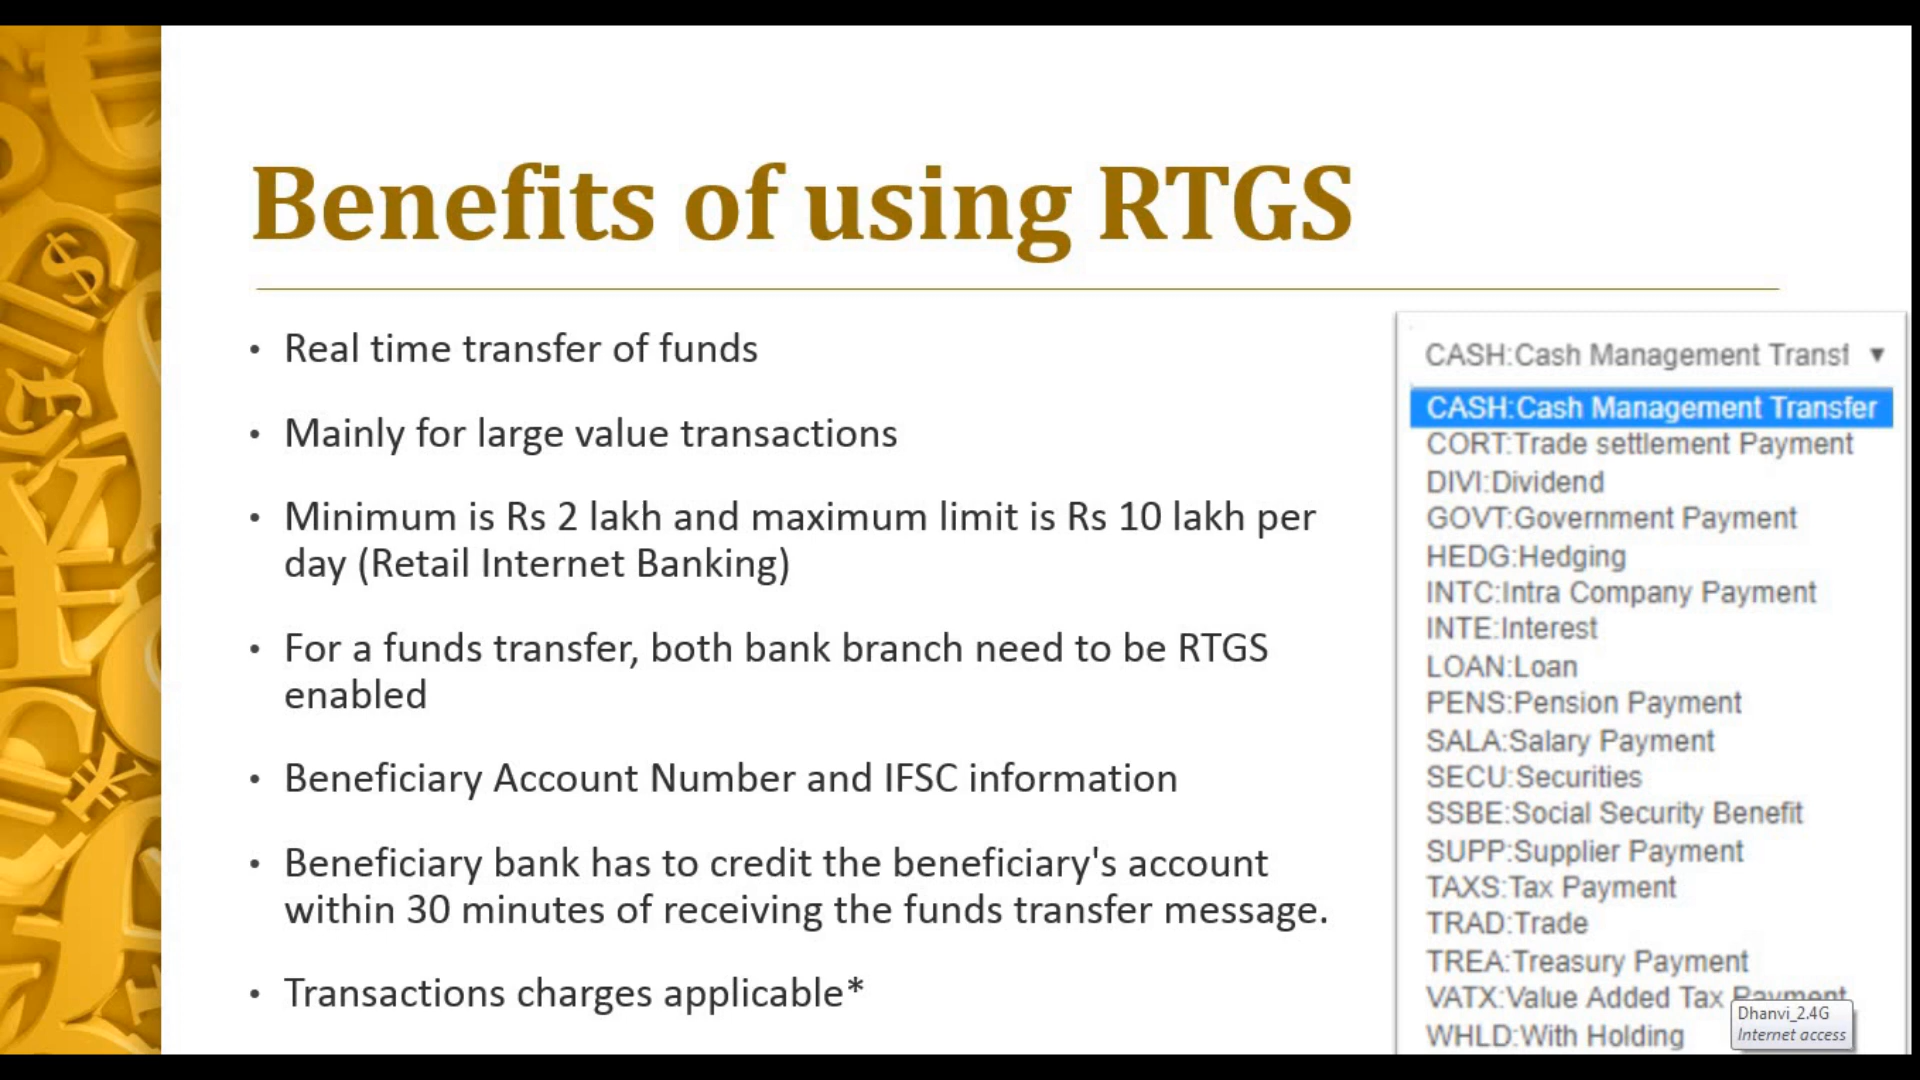 Benefits of using RTGS
• Real time transfer of funds
• Mainly for large value transactions
• Minimum is Rs 2 lakh and maximum limit is Rs 10 lakh per
day (Retail Internet Banking)
• For a funds transfer, both bank branch need to be RTGS
enabled
• Beneficiary Account Number and IFSC information
• Beneficiary bank has to credit the beneficiary's account
within 30 minutes of receiving the funds transfer message.
• Transactions charges applicable*
CASH:Cash Management Transf ▼
CASH:Cash Management Transfer
CORT:Trade settlement Payment
DIVI:Dividend
GOVT:Government Payment
HEDG:Hedging
INTC:Intra Company Payment
INTE:Interest
LOAN:Loan
PENS:Pension Payment
SALA:Salary Payment
SECU:Securities
SSBE:Social Security Benefit
SUPP:Supplier Payment
TAXS:Tax Payment
TRAD:Trade
TREA:Treasury Payment
VATX:Value Added Tax Payment
WHLD:With Holding
Dhanvi_2.4G
Internet access